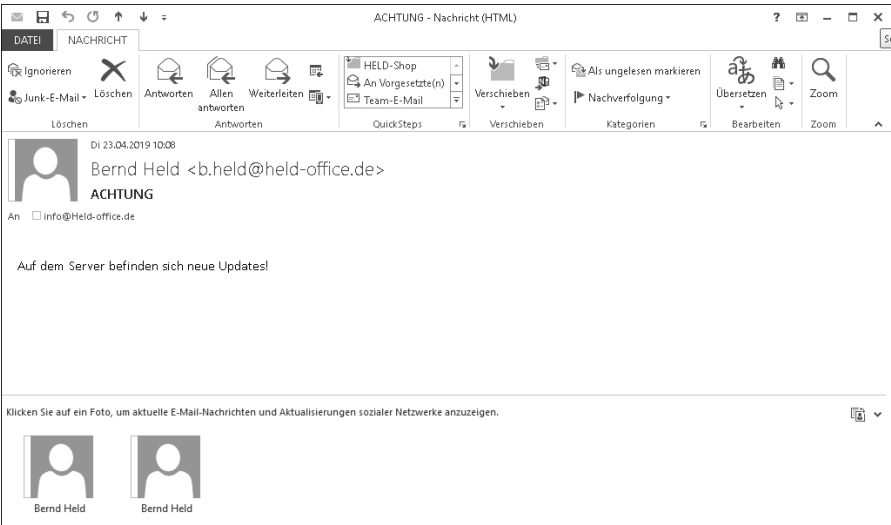 ACHTUNG - Nachricht (HTML)
DATEI NACHRICHT
Ignorieren
Junk-E-Mail
Löschen
Löschen
Antworten
Allen antworten
Weiterleiten
Antworten
HELD-Shop
An Vorgesetzte(n)
Team-E-Mail
QuickSteps
Verschieben
Verschieben
Als ungelesen markieren
Nachverfolgung
Kategorien
Übersetzen
Bearbeiten
Zoom
Zoom
Di 23.04.2019 10:08
Bernd Held <b.held@held-office.de>
ACHTUNG
An info@Held-office.de
Auf dem Server befinden sich neue Updates!
Klicken Sie auf ein Foto, um aktuelle E-Mail-Nachrichten und Aktualisierungen sozialer Netzwerke anzuzeigen.
Bernd Held Bernd Held